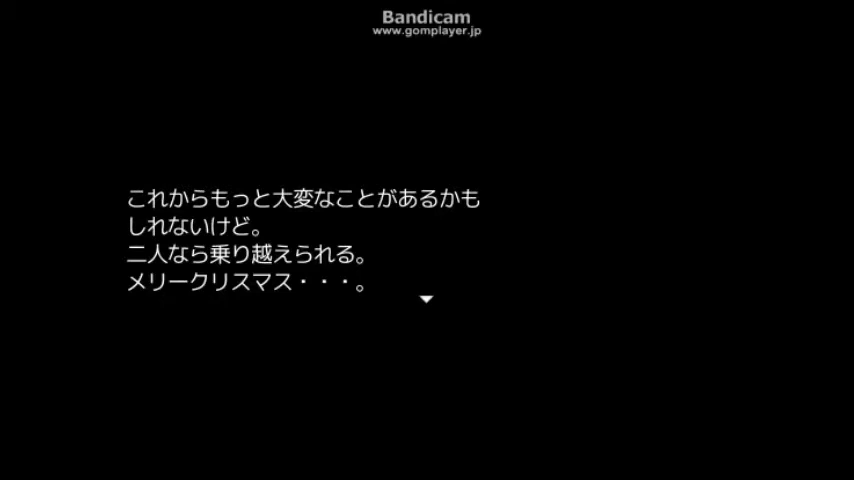 Bandicam
www.gomplayer.jp
これからもっと大変なことがあるかも
しれないけど。
二人なら乗り越えられる。
メリークリスマス・・・。